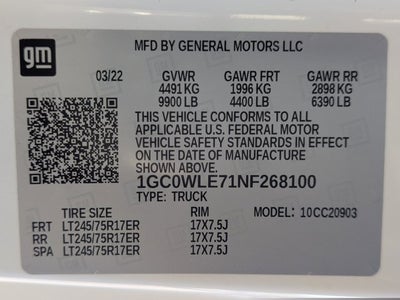 gm
MFD BY GENERAL MOTORS LLC
03/22 GVWR GAWR FRT GAWR RR
4491 KG 1996 KG 2898 KG
9900 LB 4400 LB 6390 LB
THIS VEHICLE CONFORMS TO ALL
APPLICABLE U.S. FEDERAL MOTOR
VEHICLE SAFETY STANDARDS IN EFFECT
ON THE DATE OF MANUFACTURE
SHOWN ABOVE.
1GC0WLE71NF268100
TYPE: TRUCK
TIRE SIZE RIM MODEL: 10CC20903
FRT LT245/75R17ER 17X7.5J
RR LT245/75R17ER 17X7.5J
SPA LT245/75R17ER 17X7.5J